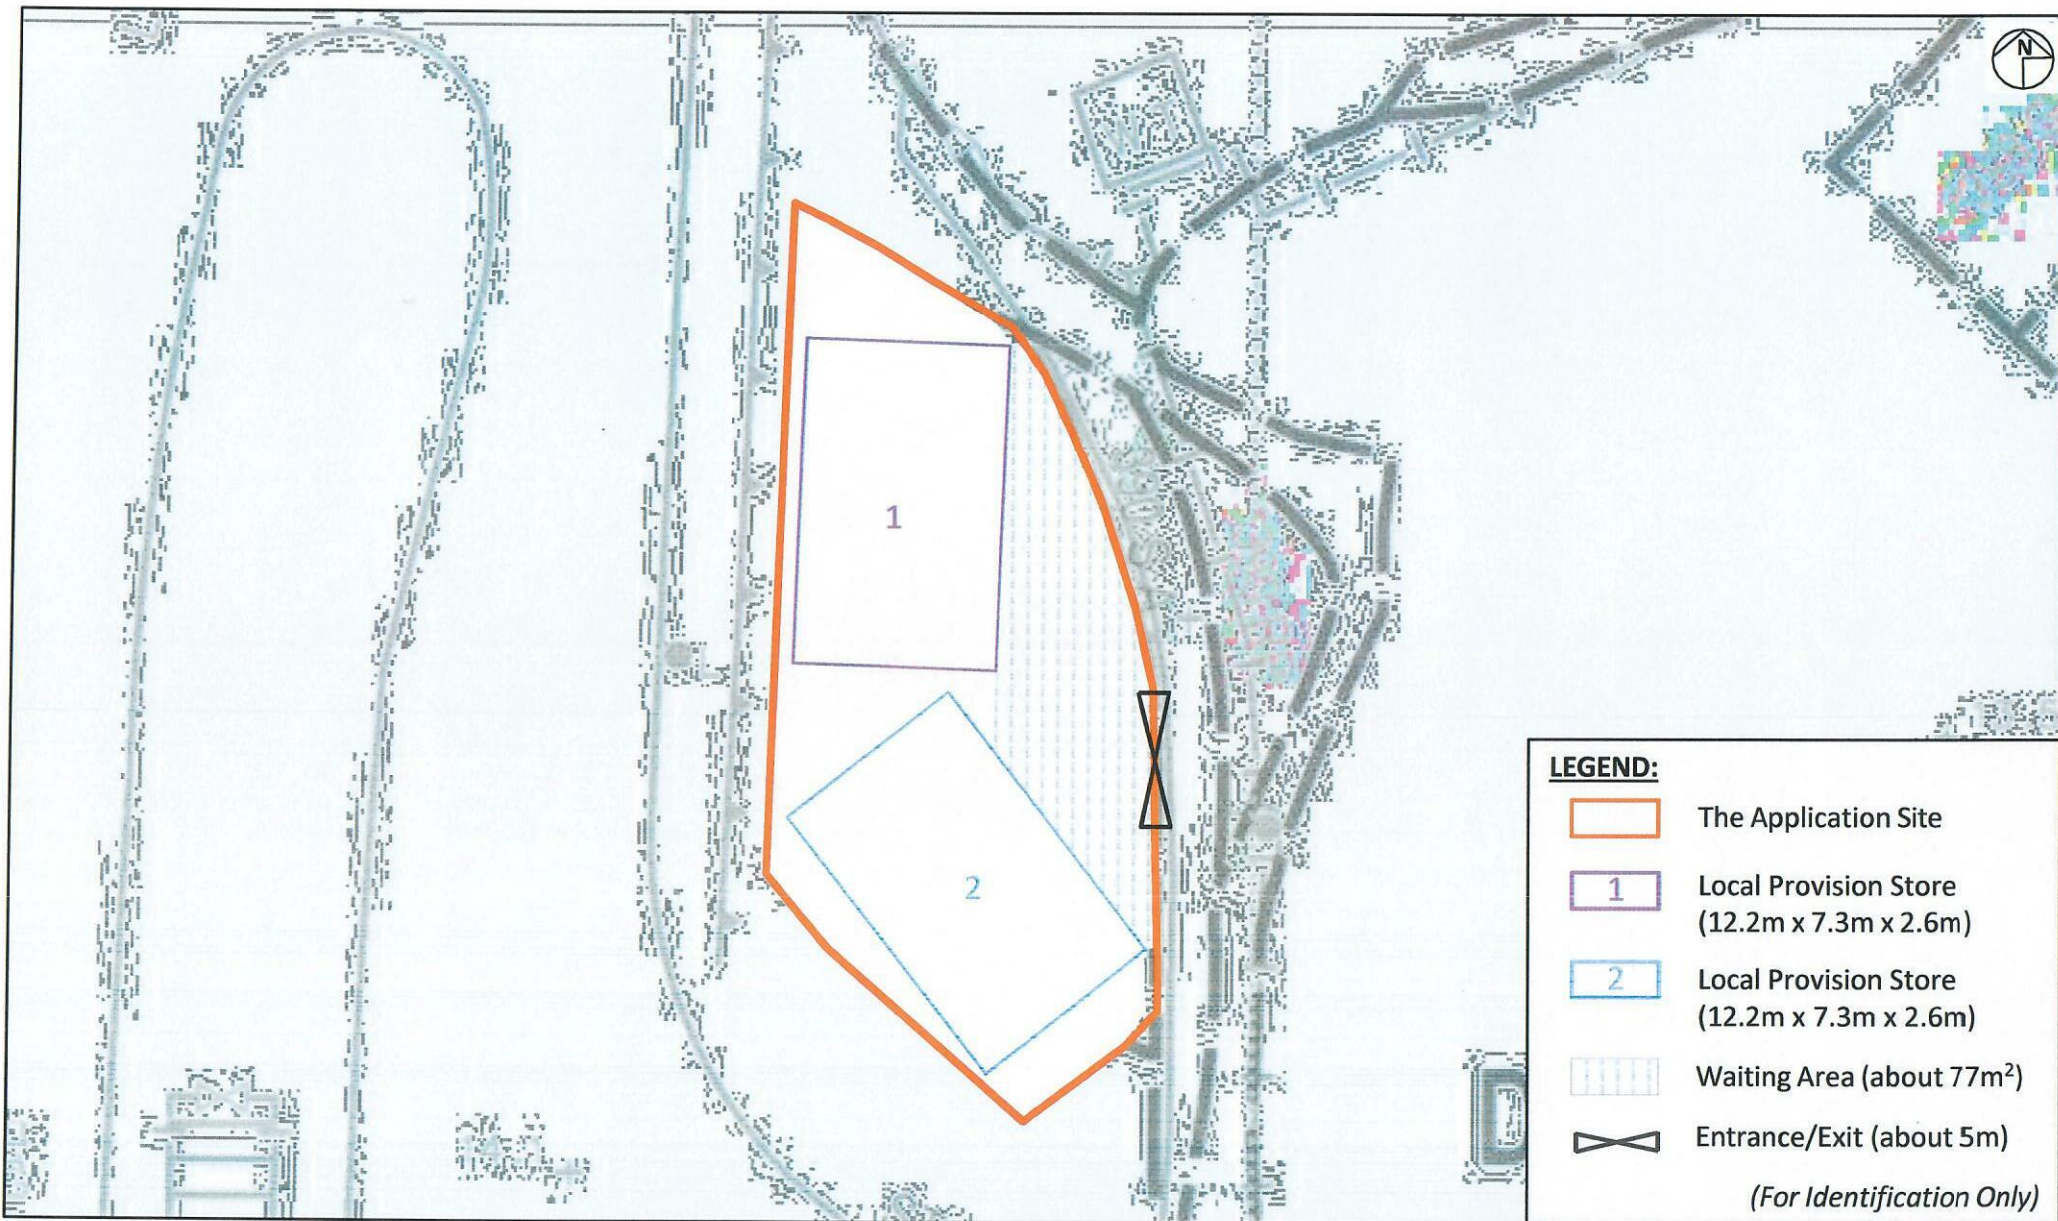 N
1
2
LEGEND:
The Application Site
1
Local Provision Store
(12.2m x 7.3m x 2.6m)
2
Local Provision Store
(12.2m x 7.3m x 2.6m)
Waiting Area (about 77m²)
Entrance/Exit (about 5m)
(For Identification Only)